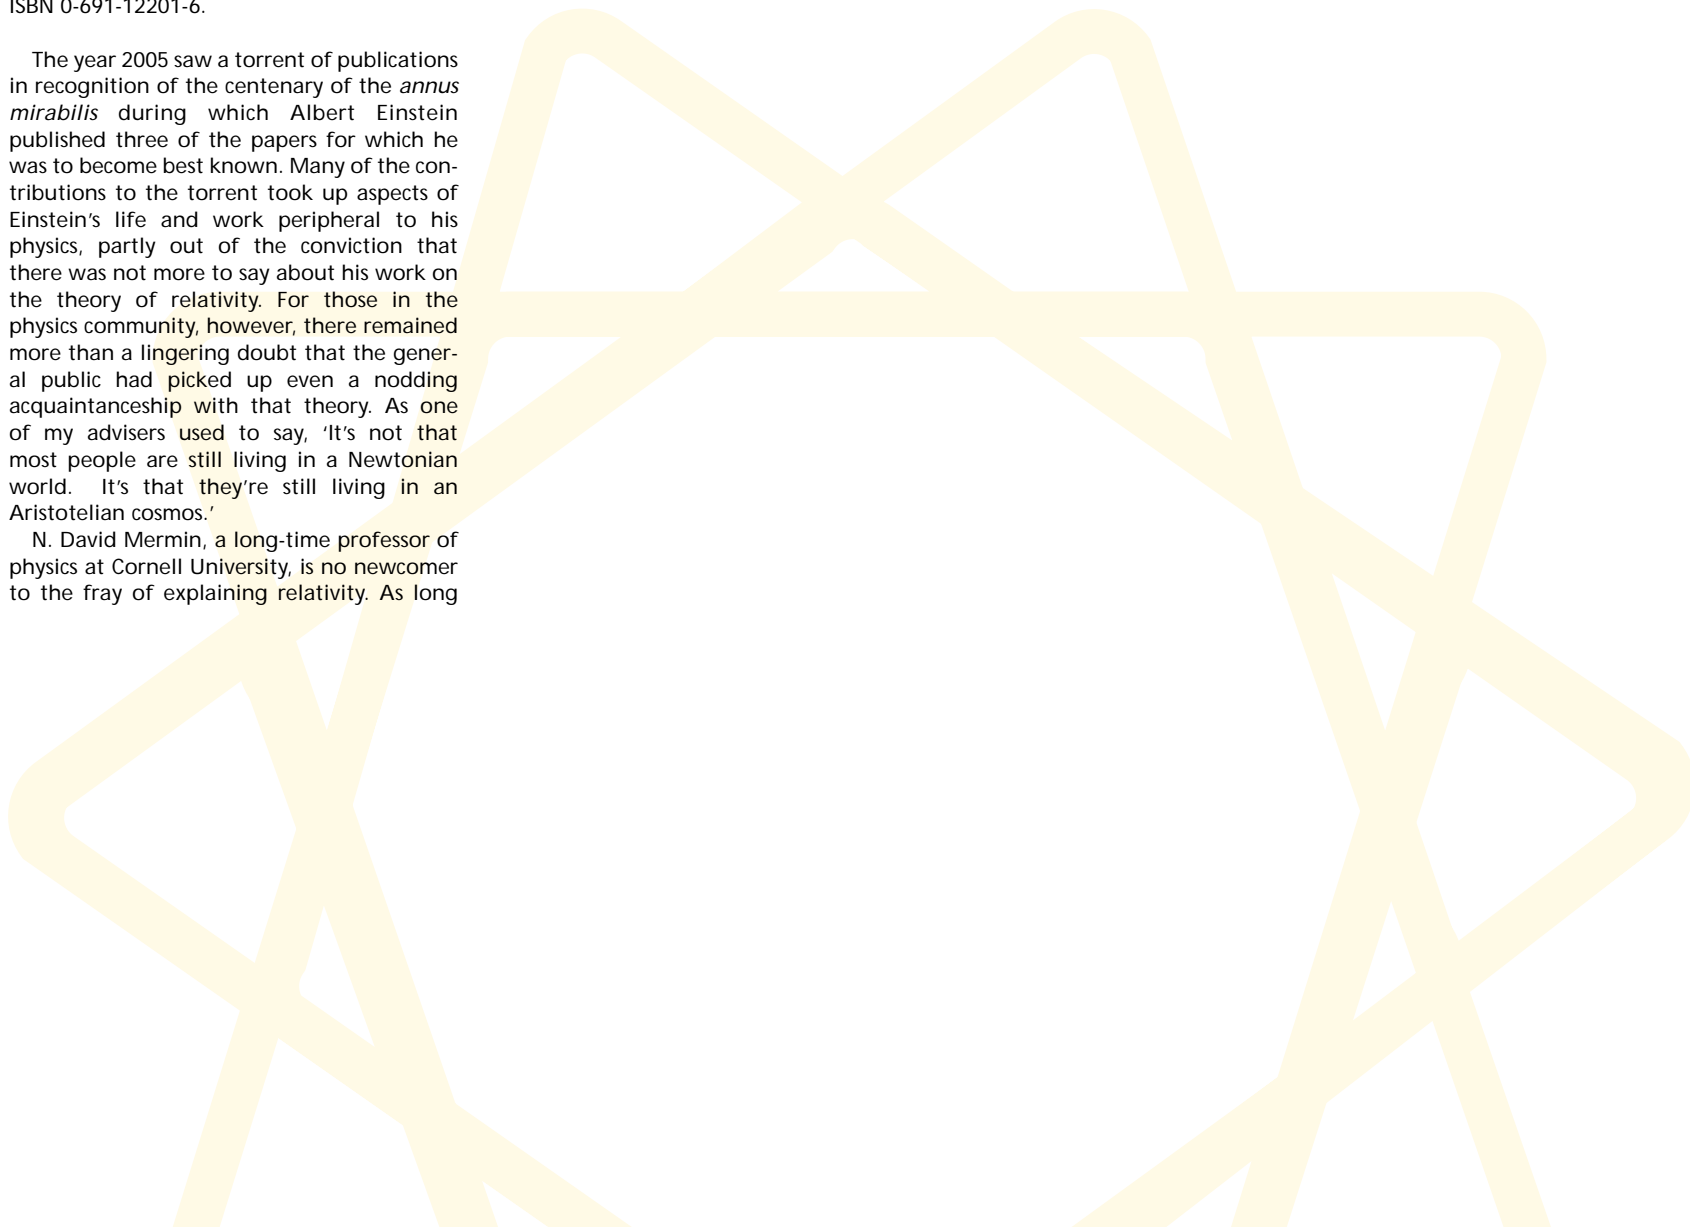 ISBN 0-691-12201-6.
The year 2005 saw a torrent of publications
in recognition of the centenary of the annus
mirabilis during which Albert Einstein
published three of the papers for which he
was to become best known. Many of the con-
tributions to the torrent took up aspects of
Einstein's life and work peripheral to his
physics, partly out of the conviction that
there was not more to say about his work on
the theory of relativity. For those in the
physics community, however, there remained
more than a lingering doubt that the gener-
al public had picked up even a nodding
acquaintanceship with that theory. As one
of my advisers used to say, ‘It's not that
most people are still living in a Newtonian
world. It's that they're still living in an
Aristotelian cosmos.’
N. David Mermin, a long-time professor of
physics at Cornell University, is no newcomer
to the fray of explaining relativity. As long